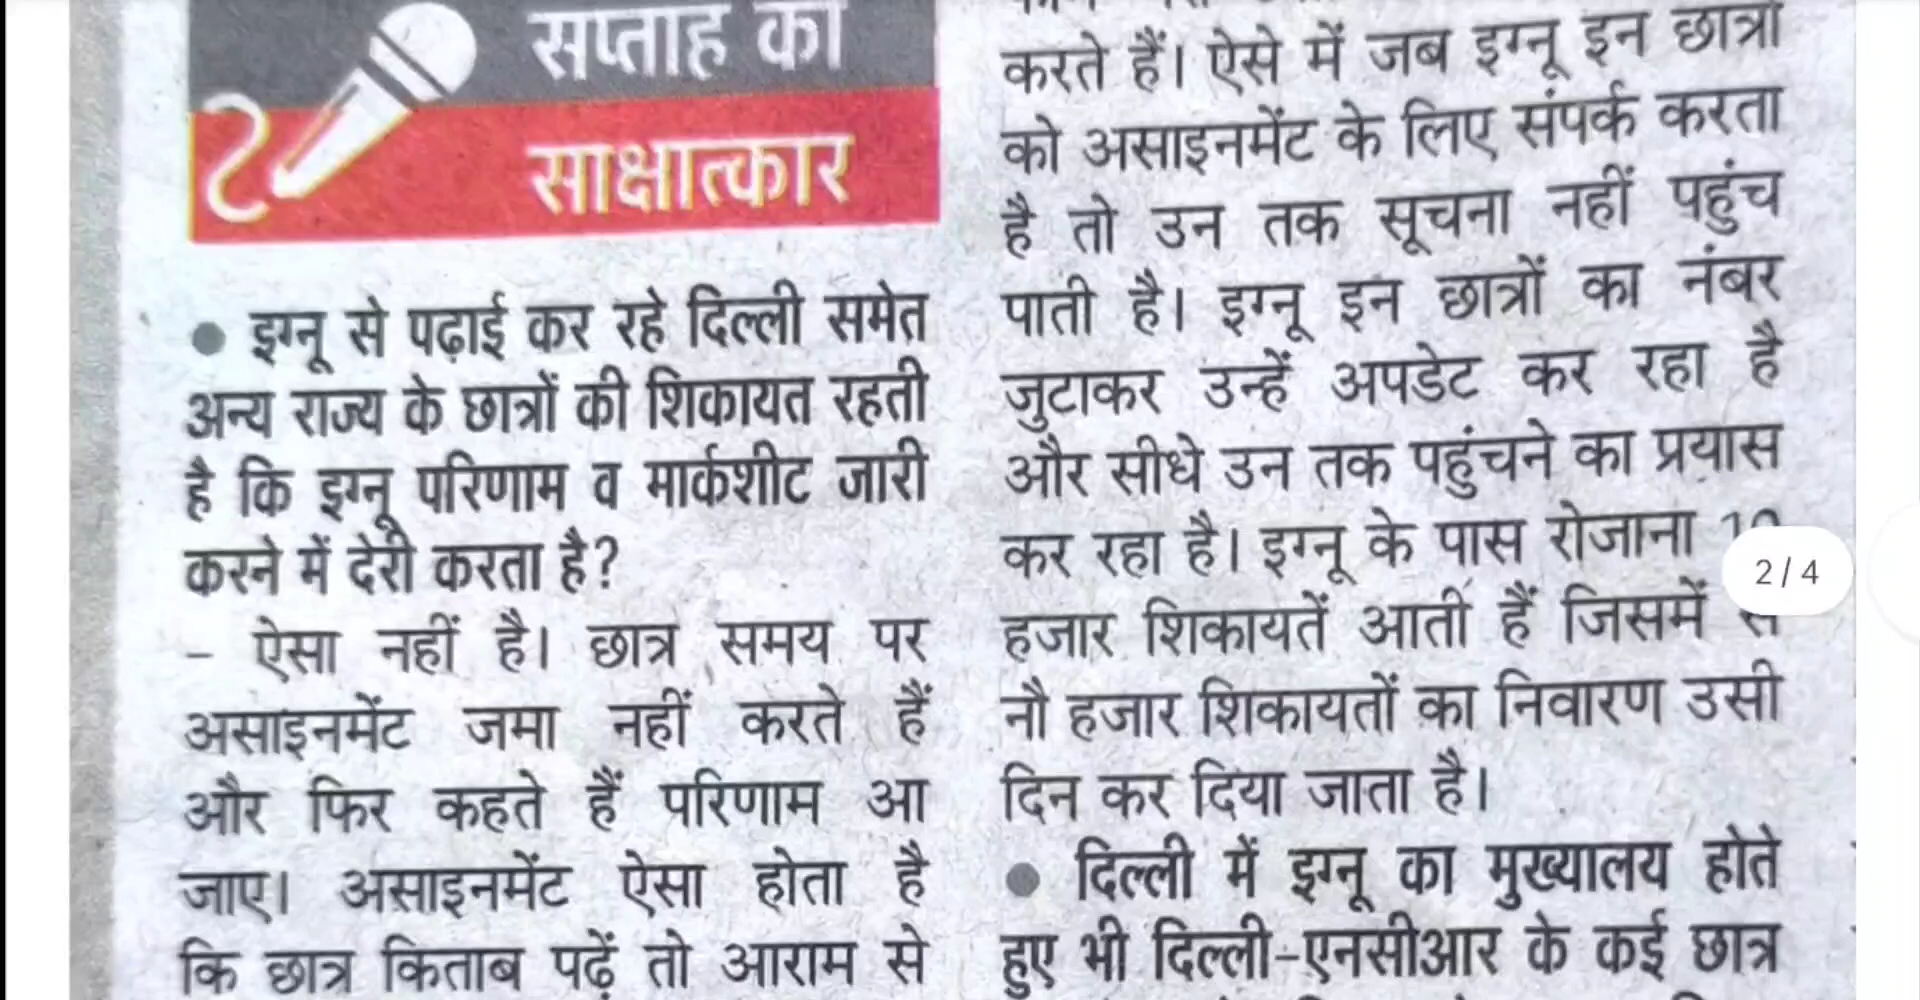 सप्ताह का
साक्षात्कार
● इग्नू से पढ़ाई कर रहे दिल्ली समेत
अन्य राज्य के छात्रों की शिकायत रहती
है कि इग्नू परिणाम व मार्कशीट जारी
करने में देरी करता है?
- ऐसा नहीं है। छात्र समय पर
असाइनमेंट जमा नहीं करते हैं
और फिर कहते हैं परिणाम आ
जाए। असाइनमेंट ऐसा होता है
कि छात्र किताब पढ़ें तो आराम से
करते हैं। ऐसे में जब इग्नू इन छात्रों
को असाइनमेंट के लिए संपर्क करता
है तो उन तक सूचना नहीं पहुंच
पाती है। इग्नू इन छात्रों का नंबर
जुटाकर उन्हें अपडेट कर रहा है
और सीधे उन तक पहुंचने का प्रयास
कर रहा है। इग्नू के पास रोजाना
हजार शिकायतें आती हैं जिसमें से
नौ हजार शिकायतों का निवारण उसी
दिन कर दिया जाता है।
● दिल्ली में इग्नू का मुख्यालय होते
हुए भी दिल्ली-एनसीआर के कई छात्र
2/4